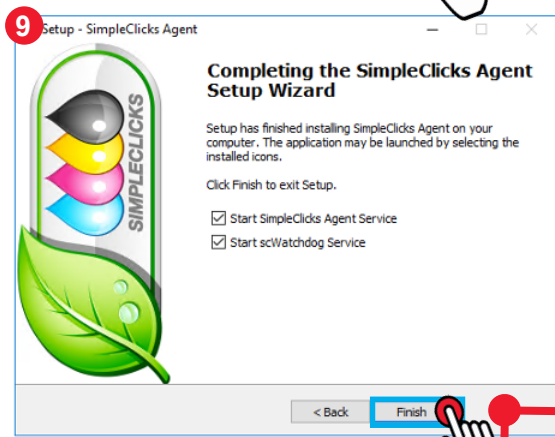 9
Setup - SimpleClicks Agent
SIMPLECLICKS
Completing the SimpleClicks Agent
Setup Wizard
Setup has finished installing SimpleClicks Agent on your
computer. The application may be launched by selecting the
installed icons.
Click Finish to exit Setup.
Start SimpleClicks Agent Service
Start scWatchdog Service
< Back
Finish